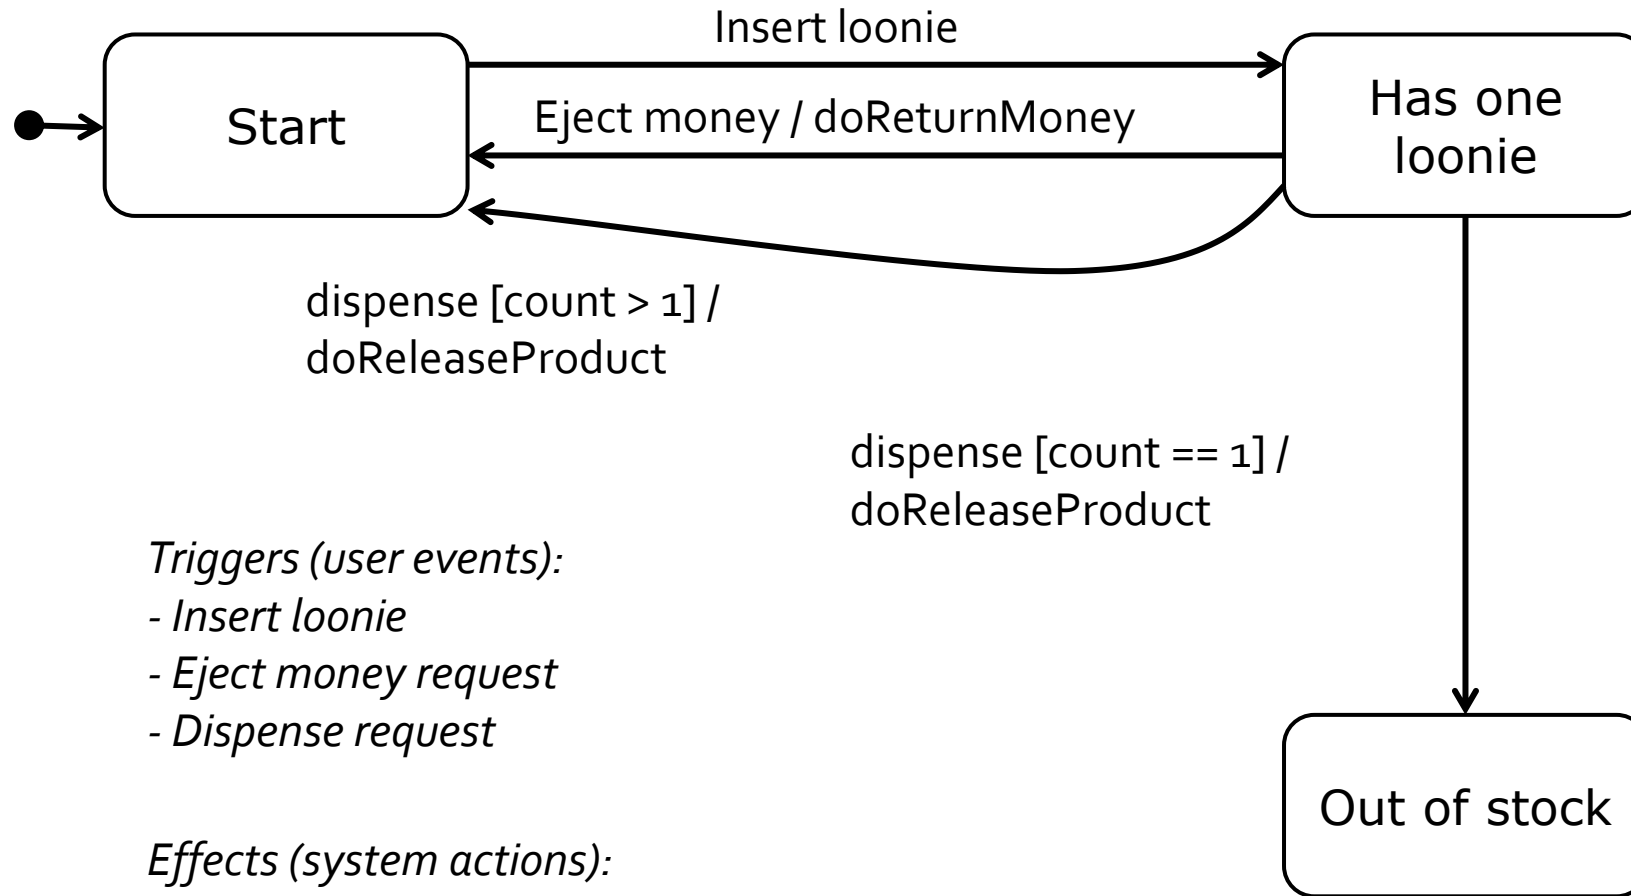 Insert loonie
Start
Eject money / doReturnMoney
Has one
loonie
dispense [count > 1] /
doReleaseProduct
dispense [count == 1] /
doReleaseProduct
Triggers (user events):
- Insert loonie
- Eject money request
- Dispense request
Out of stock
Effects (system actions):